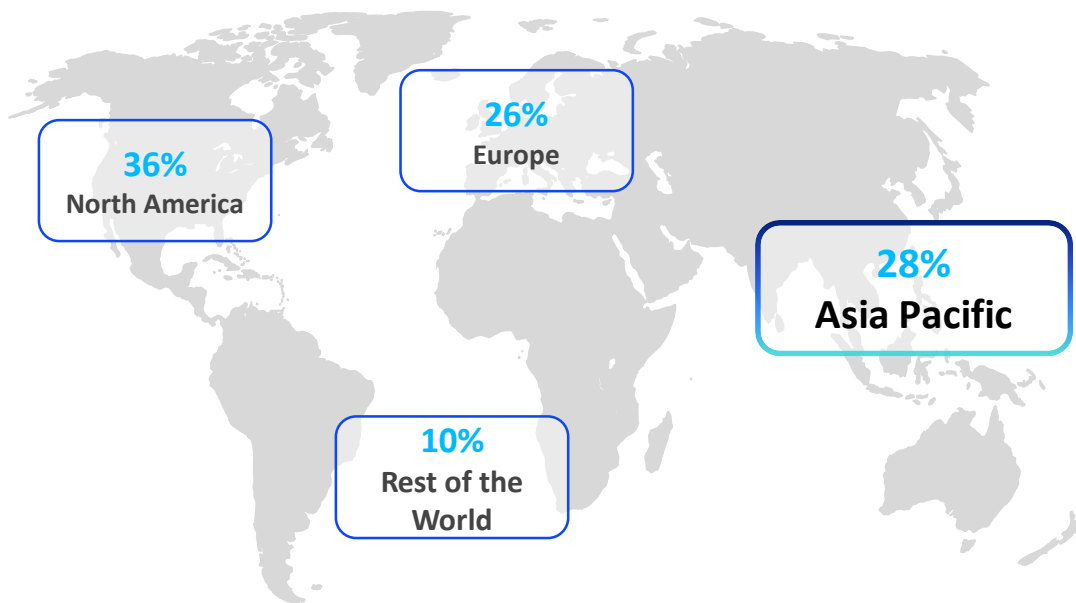 26%
Europe
36%
North America
28%
Asia Pacific
10%
Rest of the
World